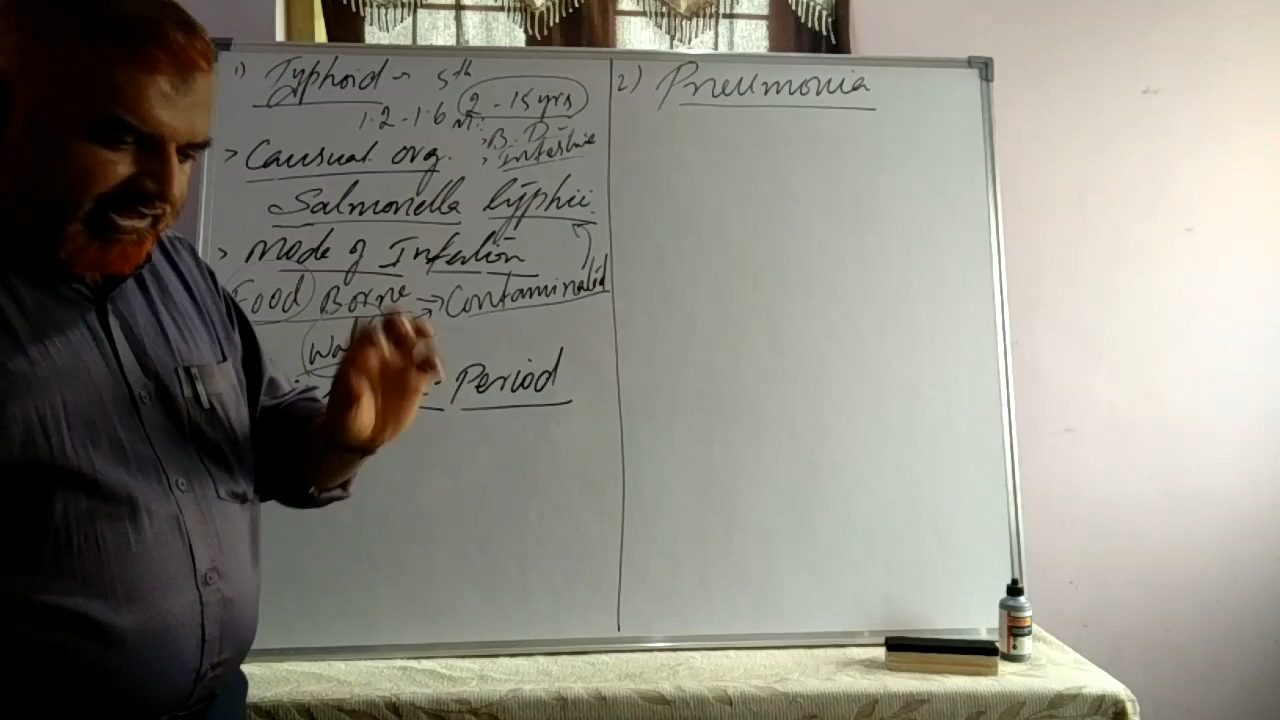 1) Typhoid - 5th
1.2 - 1.6 M: 2 - 15 yrs
> B. D
> Causual org. > Intestine
Salmonella typhii.
> Mode of Infection
Food Borne → Contaminated
Wat
Period
2) Pneumonia